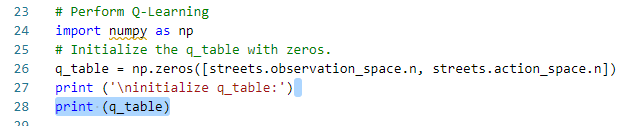 23 # Perform Q-Learning
24 import numpy as np
25 # Initialize the q_table with zeros.
26 q_table = np.zeros([streets.observation_space.n, streets.action_space.n])
27 print ('\ninitialize q_table:')
28 print (q_table)
29